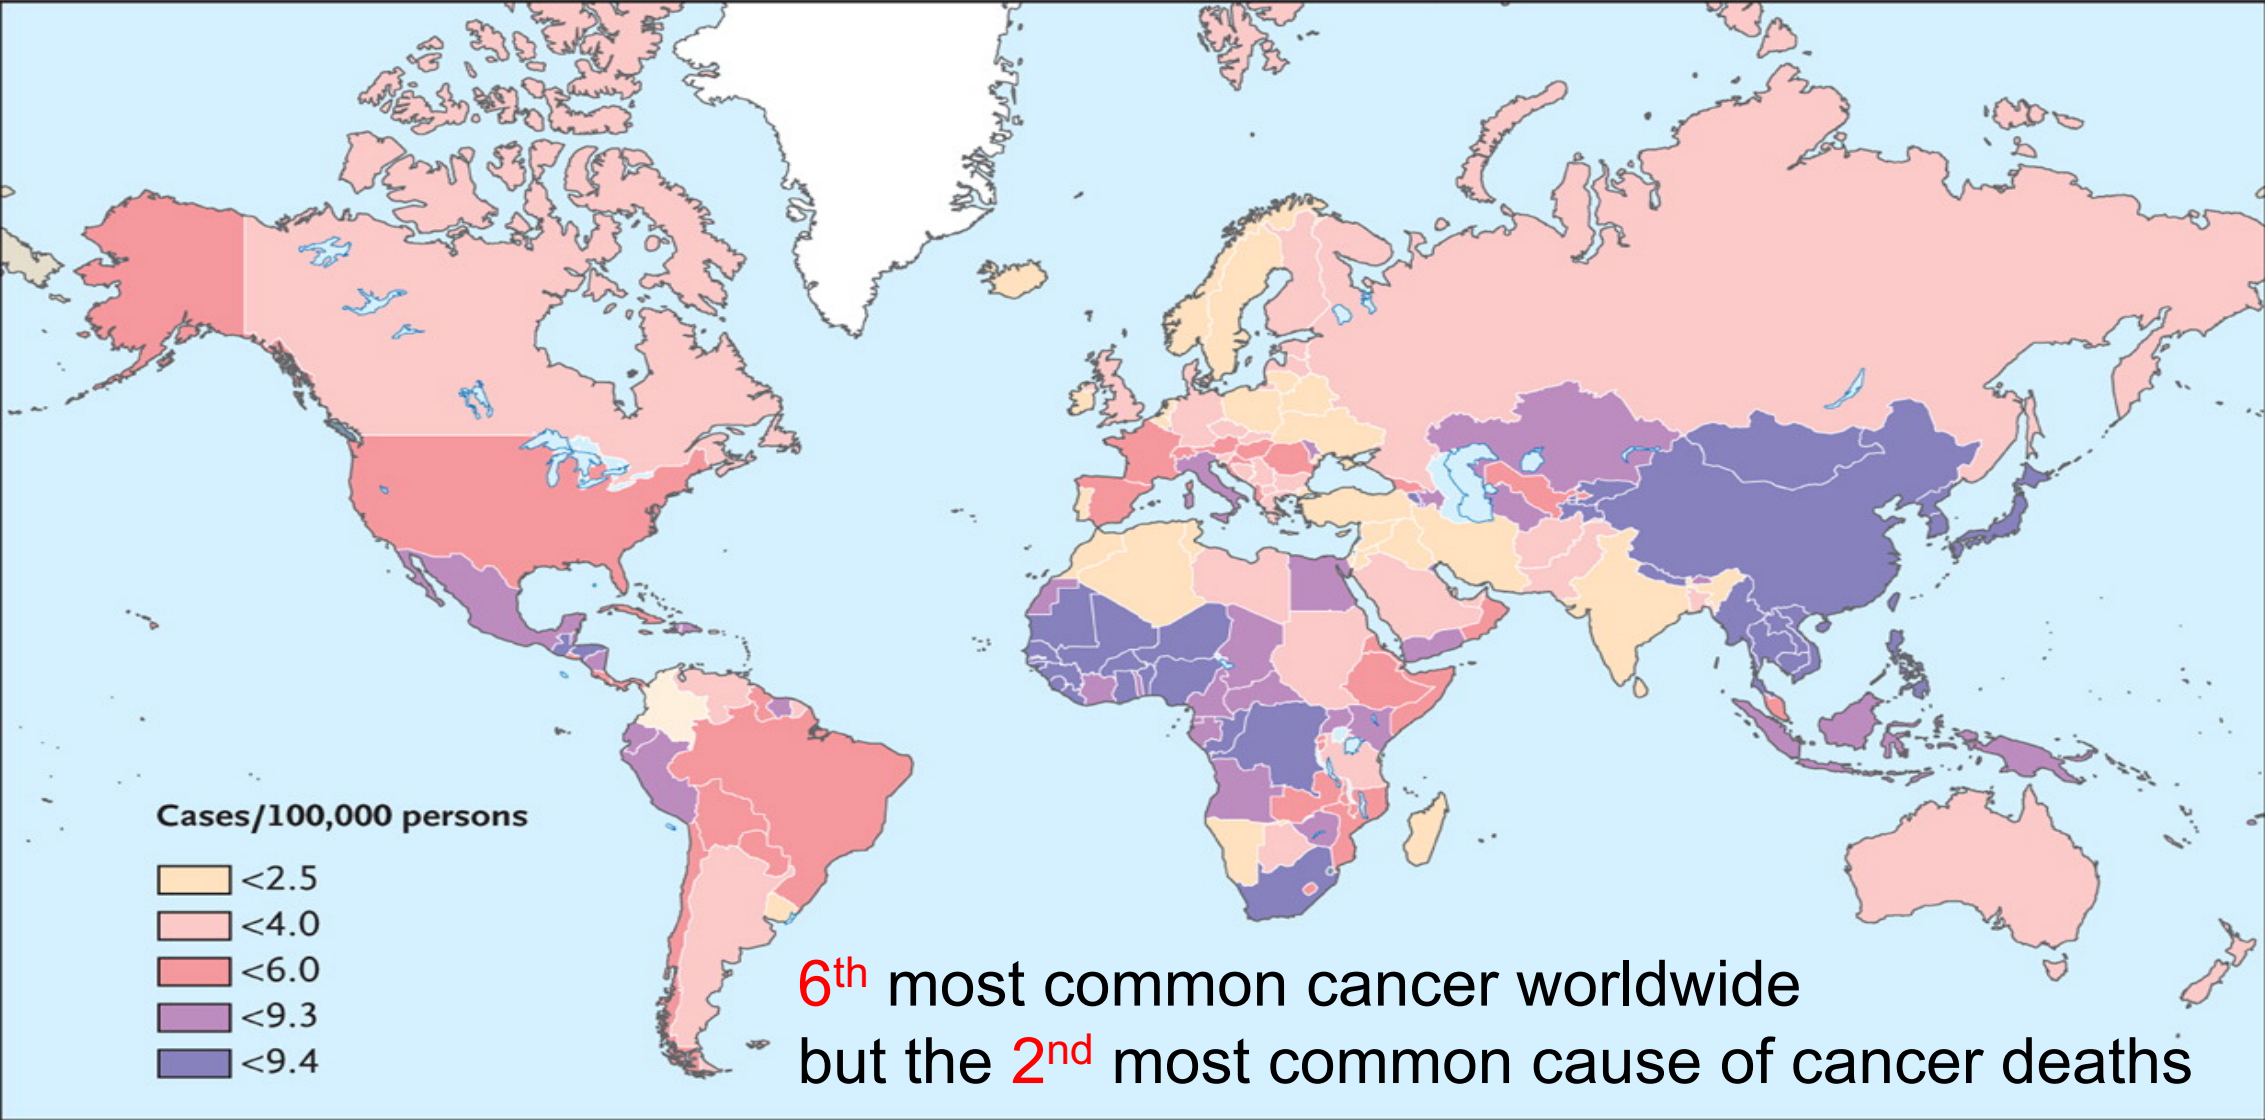 Cases/100,000 persons
<2.5
<4.0
<6.0
<9.3
<9.4
6th most common cancer worldwide
but the 2nd most common cause of cancer deaths